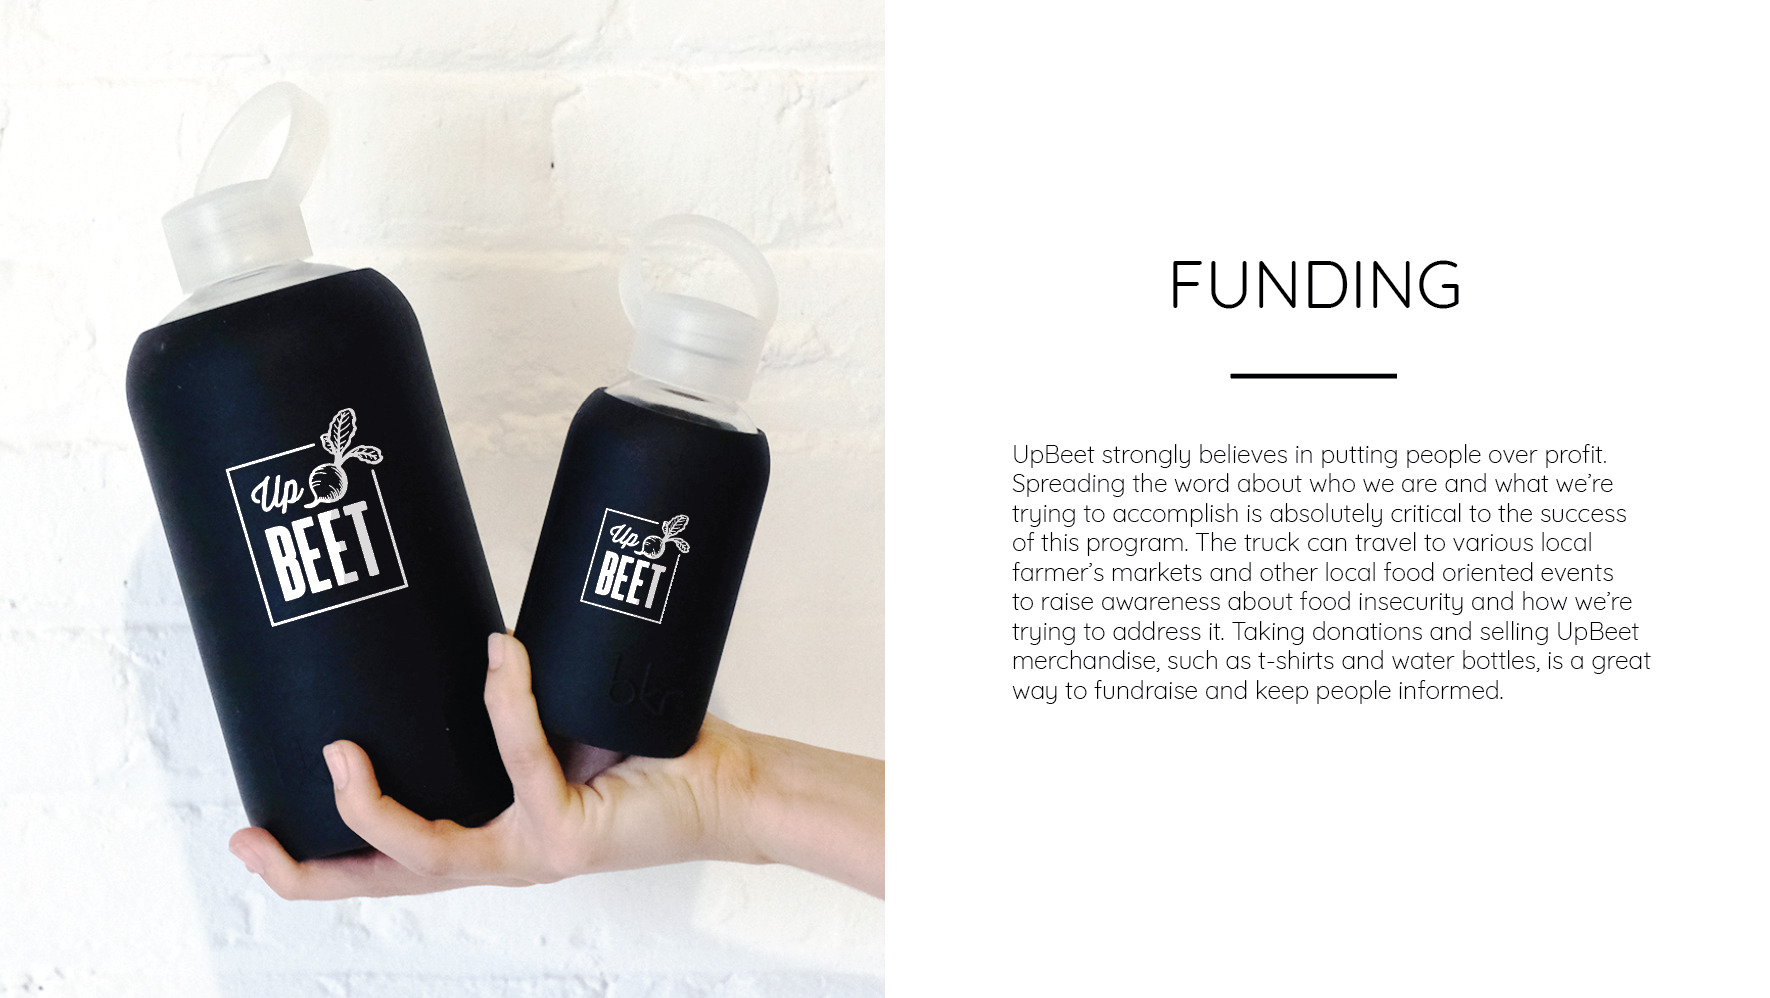 Up
BEET
Up
BEET
bkr
FUNDING
UpBeet strongly believes in putting people over profit.
Spreading the word about who we are and what we’re
trying to accomplish is absolutely critical to the success
of this program. The truck can travel to various local
farmer’s markets and other local food oriented events
to raise awareness about food insecurity and how we’re
trying to address it. Taking donations and selling UpBeet
merchandise, such as t-shirts and water bottles, is a great
way to fundraise and keep people informed.